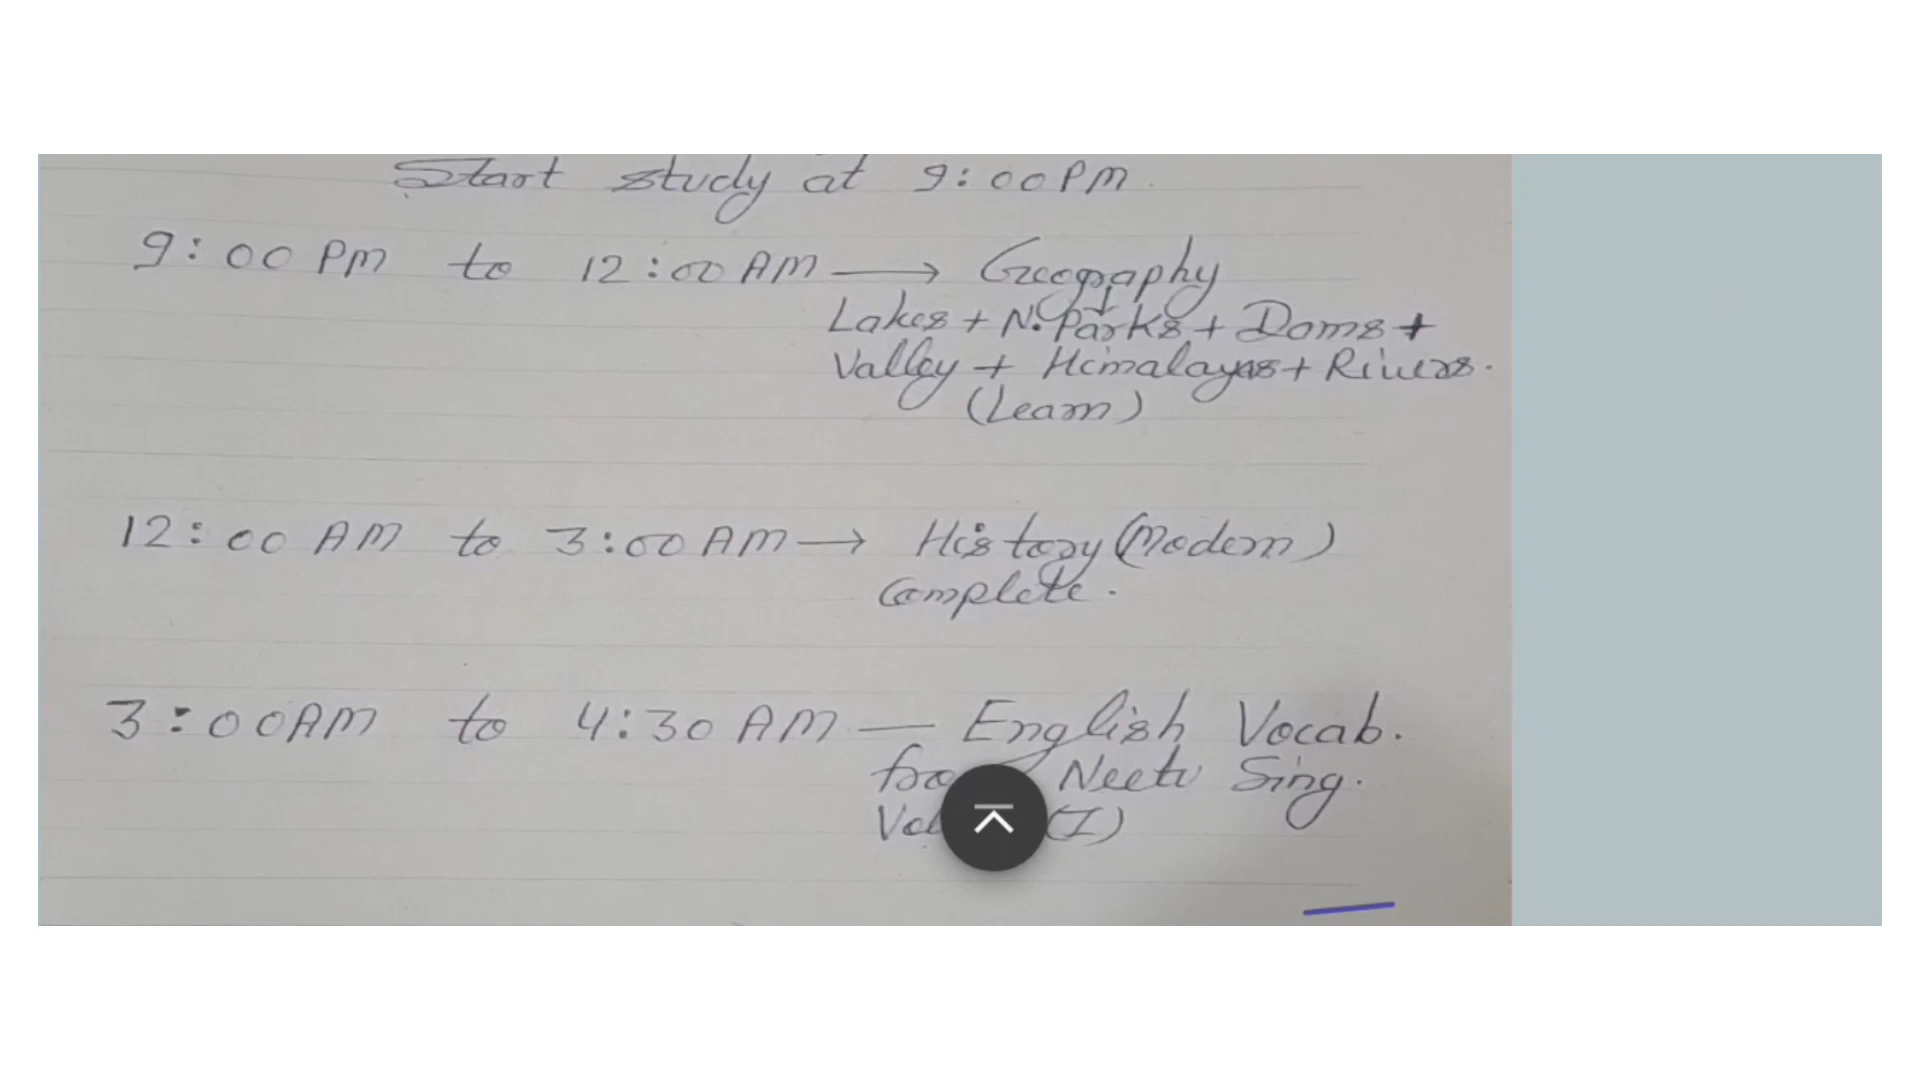 Start study at 9:00PM.
9:00 PM to 12:00 AM → Geography
↓
Lakes + N. Parks + Dams +
Valley + Himalayas + Rivers.
(Learn)
12:00 AM to 3:00 AM → History (Modern)
Complete.
3:00AM to 4:30 AM — English Vocab.
Neetu Sing.
(I)